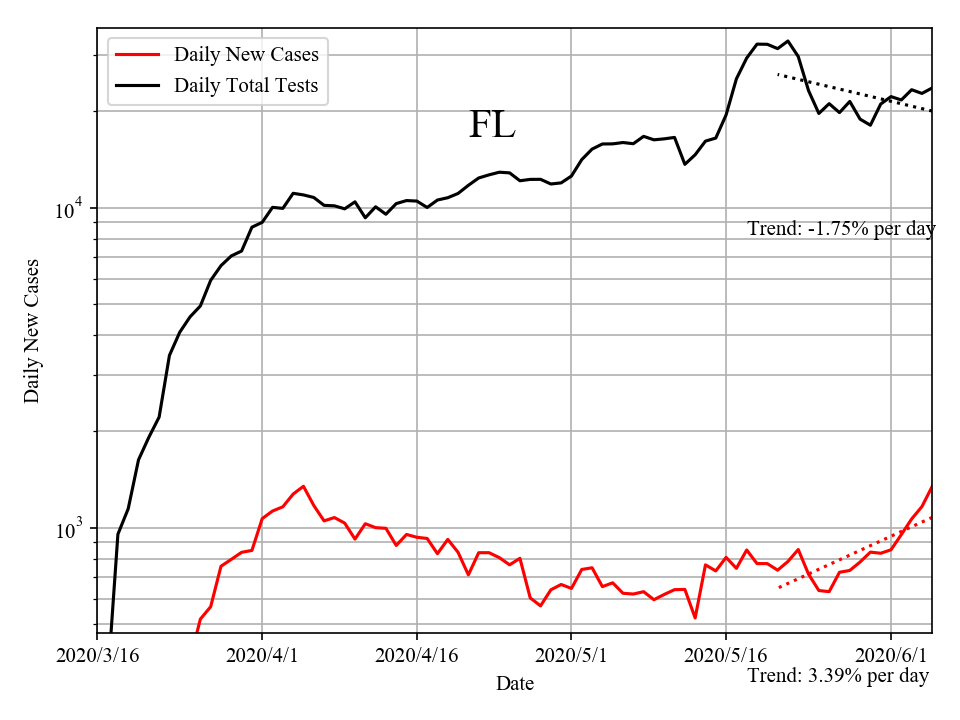 Daily New Cases
Daily Total Tests
FL
10^4
Trend: -1.75% per day
Daily New Cases
10^3
2020/3/16
2020/4/1
2020/4/16
2020/5/1
2020/5/16
2020/6/1
Trend: 3.39% per day
Date